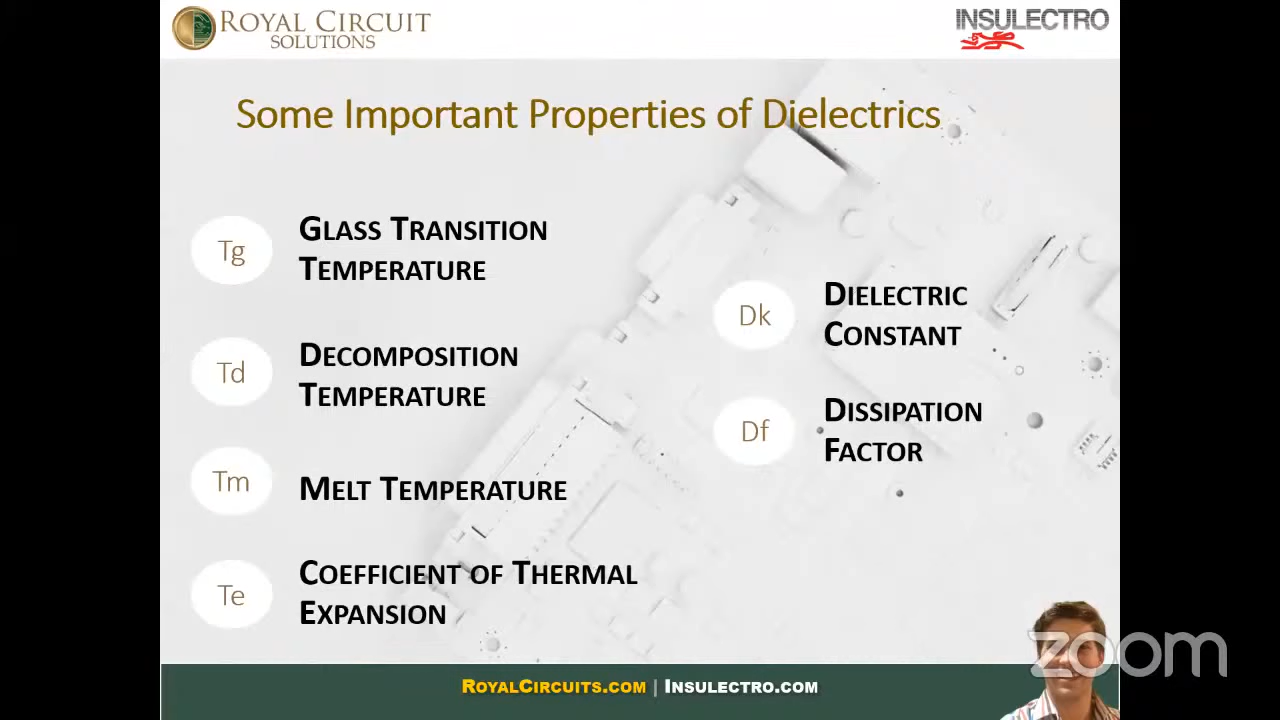 ROYAL CIRCUIT
SOLUTIONS
INSULECTRO
Some Important Properties of Dielectrics
Tg
GLASS TRANSITION
TEMPERATURE
Td
DECOMPOSITION
TEMPERATURE
Tm
MELT TEMPERATURE
Te
COEFFICIENT OF THERMAL
EXPANSION
Dk
DIELECTRIC
CONSTANT
Df
DISSIPATION
FACTOR
zoom
ROYALCIRCUITS.COM | INSULECTRO.COM